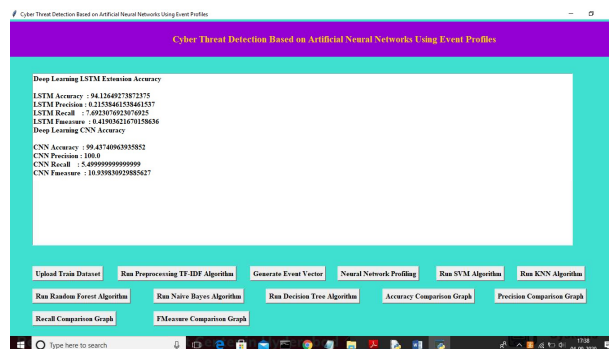 Cyber Threat Detection Based on Artificial Neural Networks Using Event Profiles
Cyber Threat Detection Based on Artificial Neural Networks Using Event Profiles
Deep Learning LSTM Extension Accuracy
LSTM Accuracy : 94.12649273872375
LSTM Precision : 0.21538461538461537
LSTM Recall : 7.6923076923076925
LSTM Fmeasure : 0.41903621670158636
Deep Learning CNN Accuracy
CNN Accuracy : 99.43740963935852
CNN Precision : 100.0
CNN Recall : 5.499999999999999
CNN Fmeasure : 10.939830929885627
Upload Train Dataset Run Preprocessing TF-IDF Algorithm Generate Event Vector Neural Network Profiling Run SVM Algorithm Run KNN Algorithm
Run Random Forest Algorithm Run Naive Bayes Algorithm Run Decision Tree Algorithm Accuracy Comparison Graph Precision Comparison Graph
Recall Comparison Graph FMeasure Comparison Graph
Type here to search 17:38